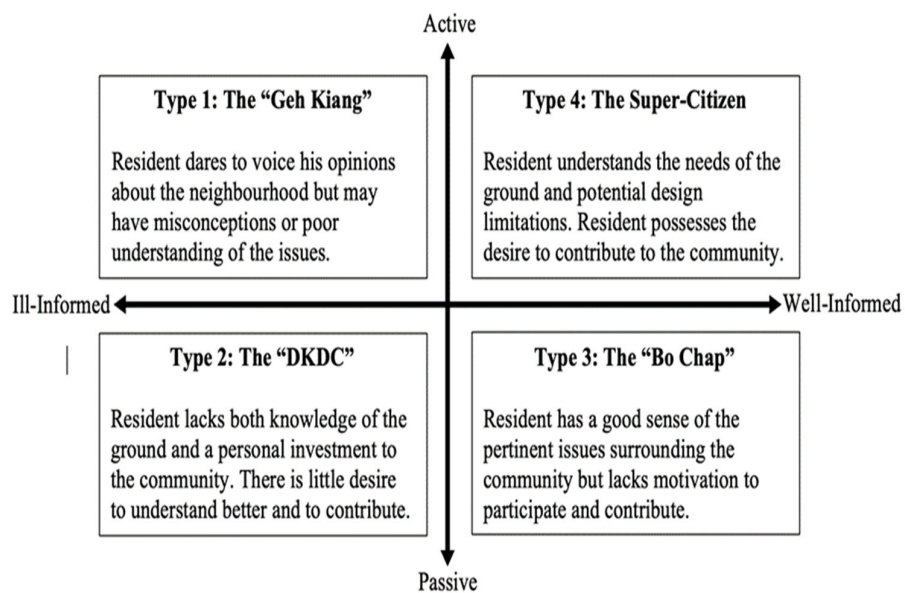 Active
Type 1: The “Geh Kiang”
Resident dares to voice his opinions
about the neighbourhood but may
have misconceptions or poor
understanding of the issues.
Type 4: The Super-Citizen
Resident understands the needs of the
ground and potential design
limitations. Resident possesses the
desire to contribute to the community.
Ill-Informed
Well-Informed
Type 2: The “DKDC”
Resident lacks both knowledge of the
ground and a personal investment to
the community. There is little desire
to understand better and to contribute.
Type 3: The “Bo Chap”
Resident has a good sense of the
pertinent issues surrounding the
community but lacks motivation to
participate and contribute.
Passive